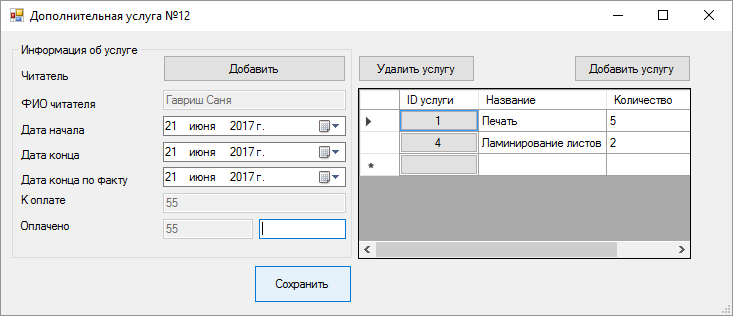 Дополнительная услуга №12
Информация об услуге
Читатель
Добавить
ФИО читателя
Гавриш Саня
Дата начала
21 июня 2017 г.
Дата конца
21 июня 2017 г.
Дата конца по факту
21 июня 2017 г.
К оплате
55
Оплачено
55
Сохранить
Удалить услугу
Добавить услугу
ID услуги Название Количество
1 Печать 5
4 Ламинирование листов 2